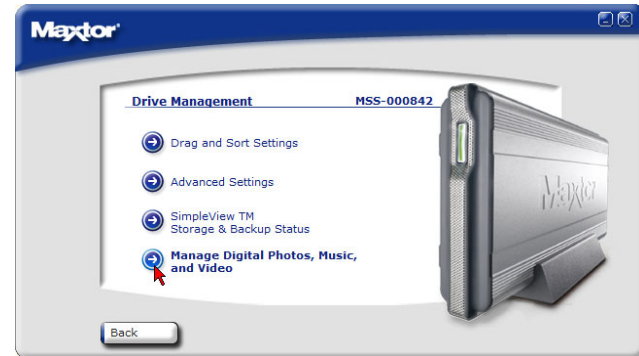 Maxtor
Drive Management MSS-000842
Drag and Sort Settings
Advanced Settings
SimpleView TM
Storage & Backup Status
Manage Digital Photos, Music,
and Video
Maxtor
Back